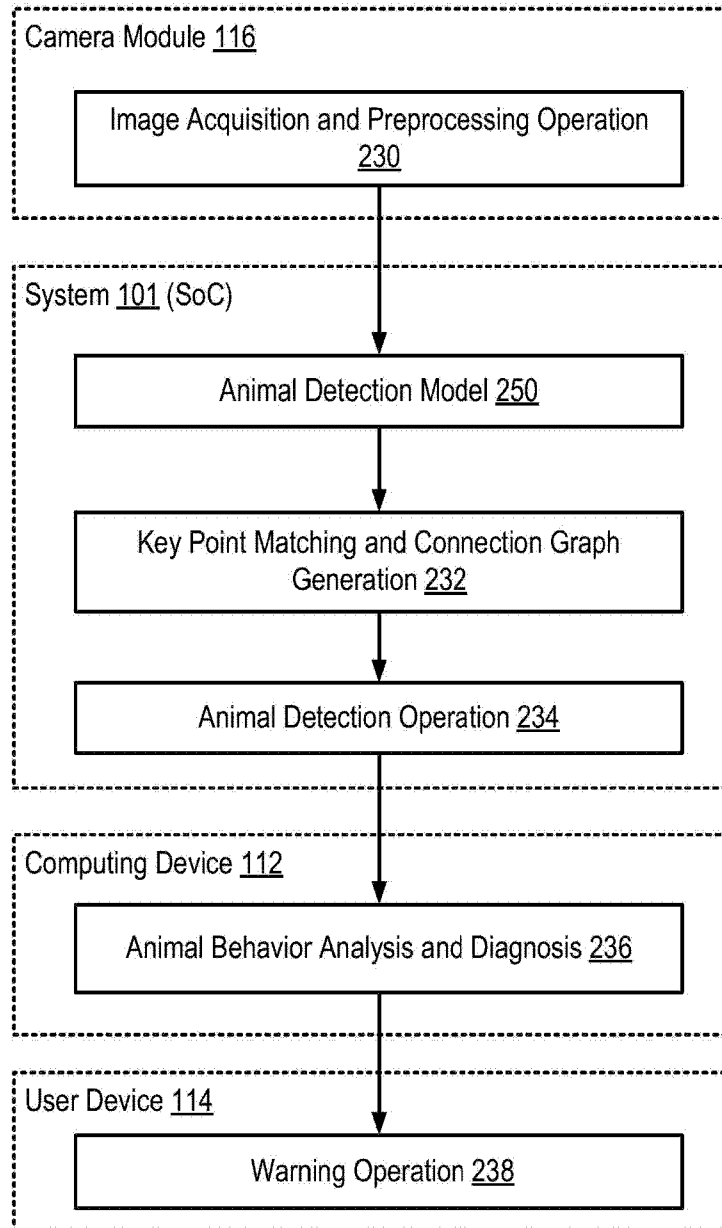 Camera Module 116
Image Acquisition and Preprocessing Operation
230
System 101 (SoC)
Animal Detection Model 250
Key Point Matching and Connection Graph
Generation 232
Animal Detection Operation 234
Computing Device 112
Animal Behavior Analysis and Diagnosis 236
User Device 114
Warning Operation 238